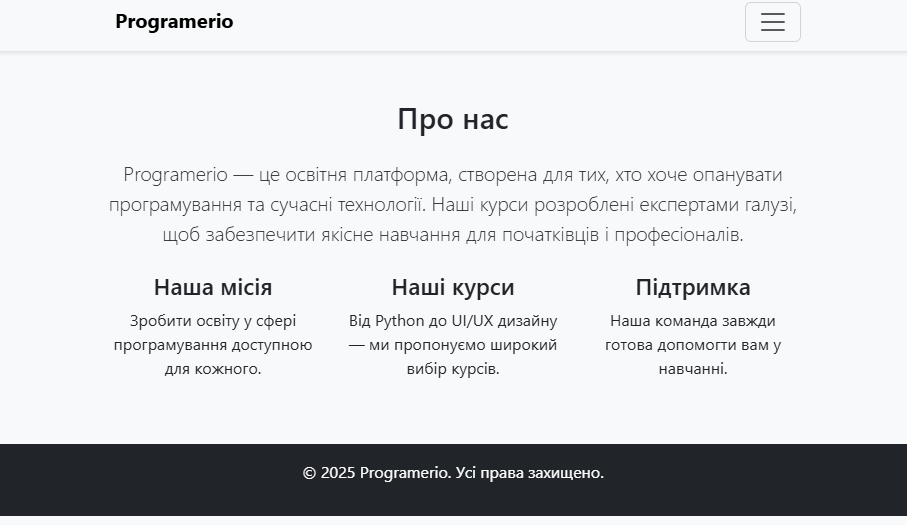 Programerio
Про нас
Programerio — це освітня платформа, створена для тих, хто хоче опанувати
програмування та сучасні технології. Наші курси розроблені експертами галузі,
щоб забезпечити якісне навчання для початківців і професіоналів.
Наша місія
Зробити освіту у сфері
програмування доступною
для кожного.
Наші курси
Від Python до UI/UX дизайну
— ми пропонуємо широкий
вибір курсів.
Підтримка
Наша команда завжди
готова допомогти вам у
навчанні.
© 2025 Programerio. Усі права захищено.